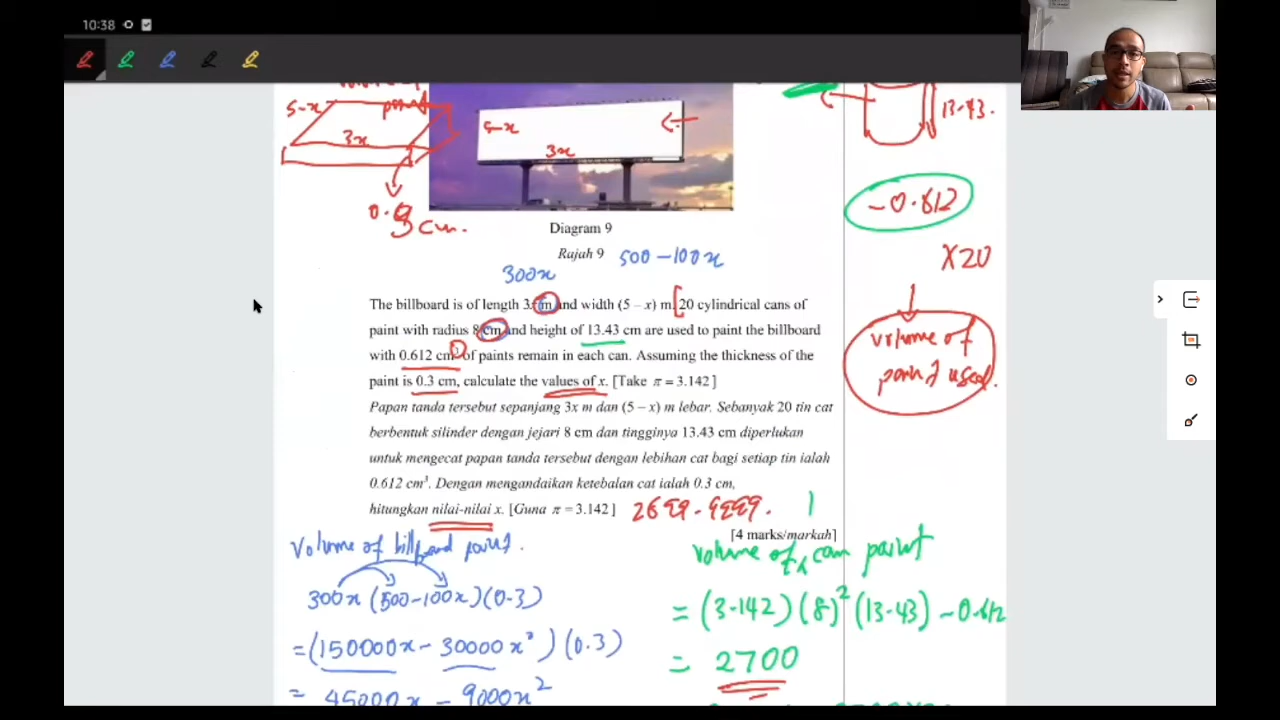 10:38
5-x
3x
0.3 cm.
5-x
3x
13.43.
-0.612
X20
volume of
paint used.
Diagram 9
Rajah 9
500-100x
300x
The billboard is of length 3x m and width (5 – x) m. 20 cylindrical cans of
paint with radius 8 cm and height of 13.43 cm are used to paint the billboard
with 0.612 cm³ of paints remain in each can. Assuming the thickness of the
paint is 0.3 cm, calculate the values of x. [Take π = 3.142]
Papan tanda tersebut sepanjang 3x m dan (5 – x) m lebar. Sebanyak 20 tin cat
berbentuk silinder dengan jejari 8 cm dan tingginya 13.43 cm diperlukan
untuk mengecat papan tanda tersebut dengan lebihan cat bagi setiap tin ialah
0.612 cm³. Dengan mengandaikan ketebalan cat ialah 0.3 cm,
hitungkan nilai-nilai x. [Guna π = 3.142]
2699.9999.
1
[4 marks/markah]
Volume of billboard paint.
300x (500-100x)(0.3)
=(150000x - 30000x²)(0.3)
= 45000x - 9000x²
volume of can paint
= (3.142)(8)²(13.43) -0.612
= 2700